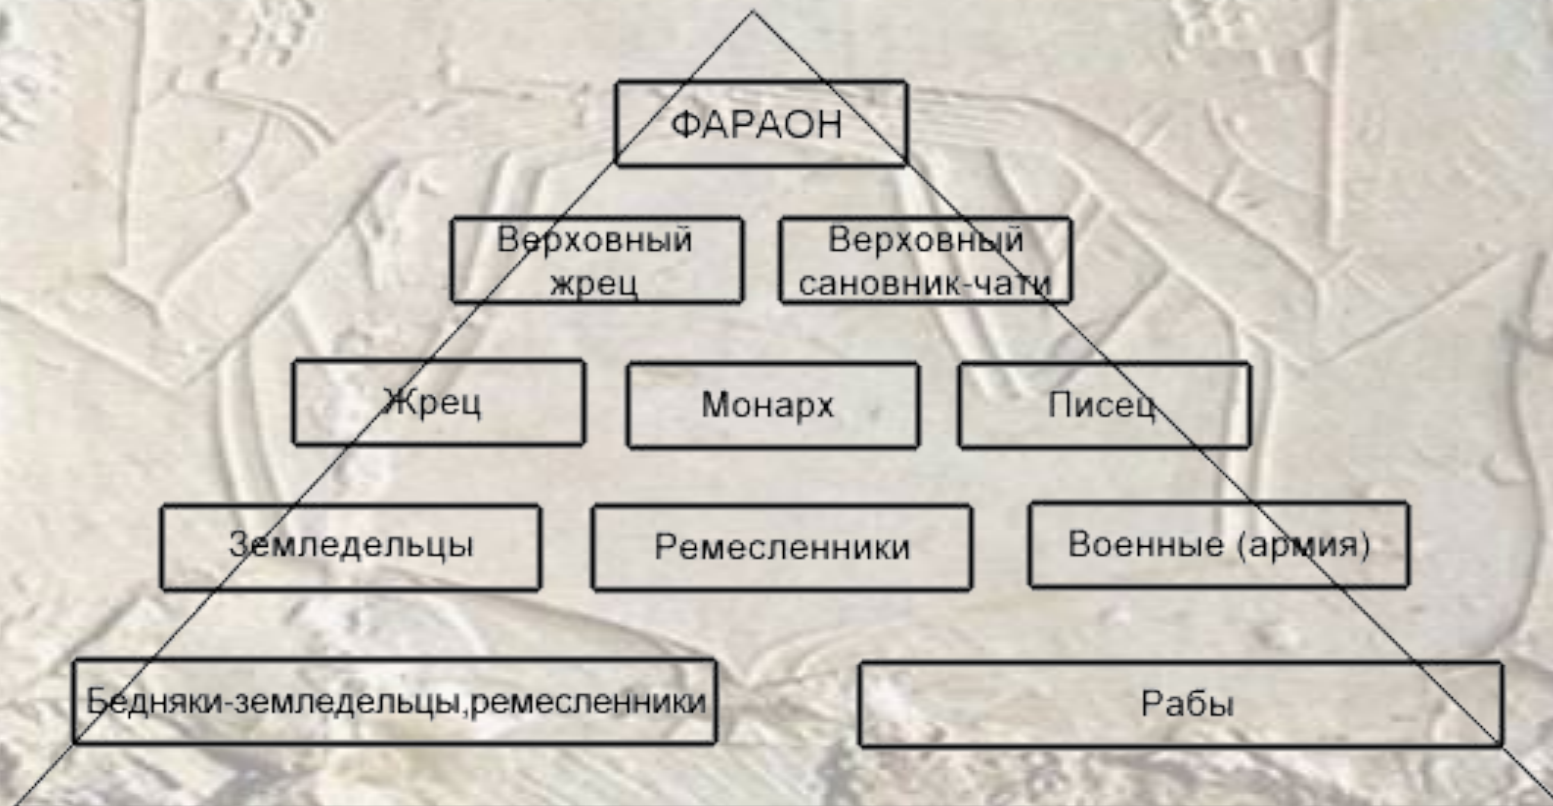 ФАРАОН
Верховный
жрец
Верховный
сановник-чати
Жрец
Монарх
Писец
Земледельцы
Ремесленники
Военные (армия)
Бедняки-земледельцы,ремесленники
Рабы